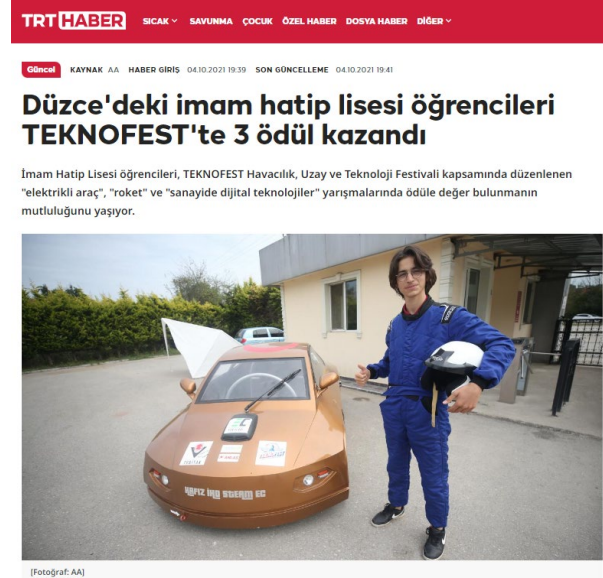 TRT HABER SICAK SAVUNMA ÇOCUK ÖZEL HABER DOSYA HABER DİĞER
Güncel KAYNAK AA HABER GİRİŞ 04.10.2021 19:39 SON GÜNCELLEME 04.10.2021 19:41
Düzce'deki imam hatip lisesi öğrencileri
TEKNOFEST'te 3 ödül kazandı
İmam Hatip Lisesi öğrencileri, TEKNOFEST Havacılık, Uzay ve Teknoloji Festivali kapsamında düzenlenen
"elektrikli araç", "roket" ve "sanayide dijital teknolojiler" yarışmalarında ödüle değer bulunmanın
mutluluğunu yaşıyor.
HAFIZ IHO STEAM EC
[Fotoğraf: AA]